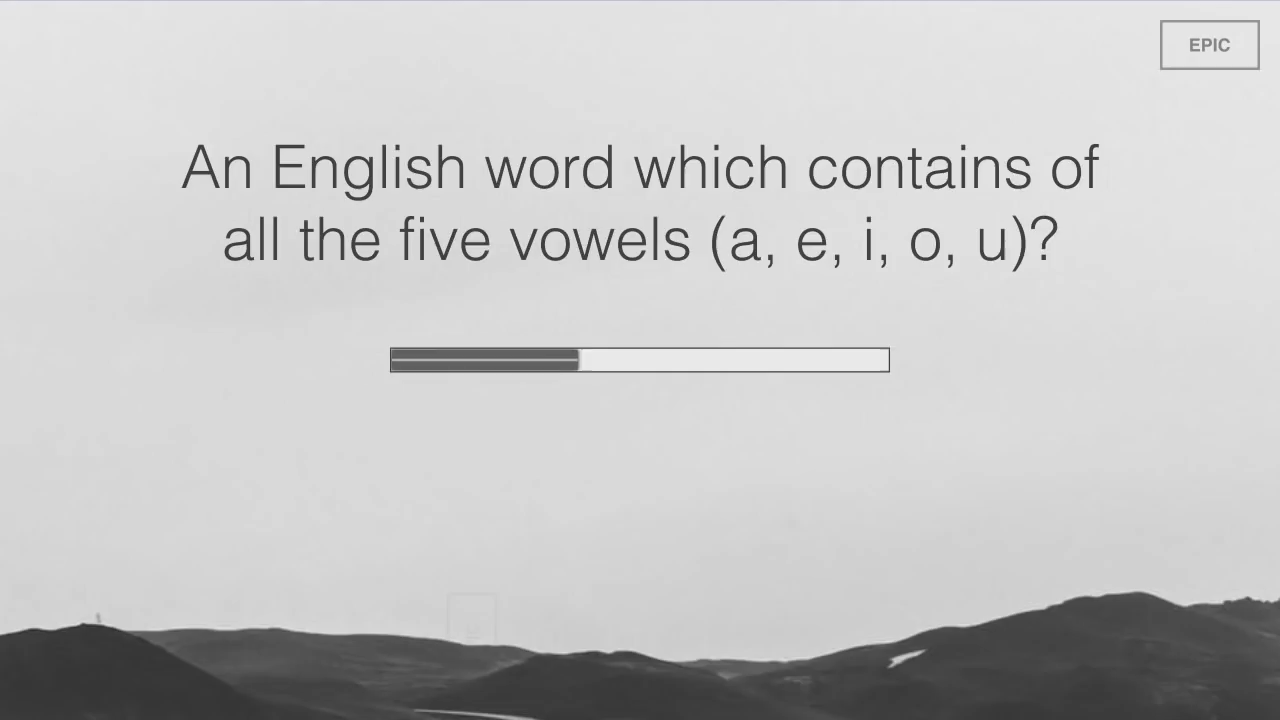 EPIC
An English word which contains of
all the five vowels (a, e, i, o, u)?